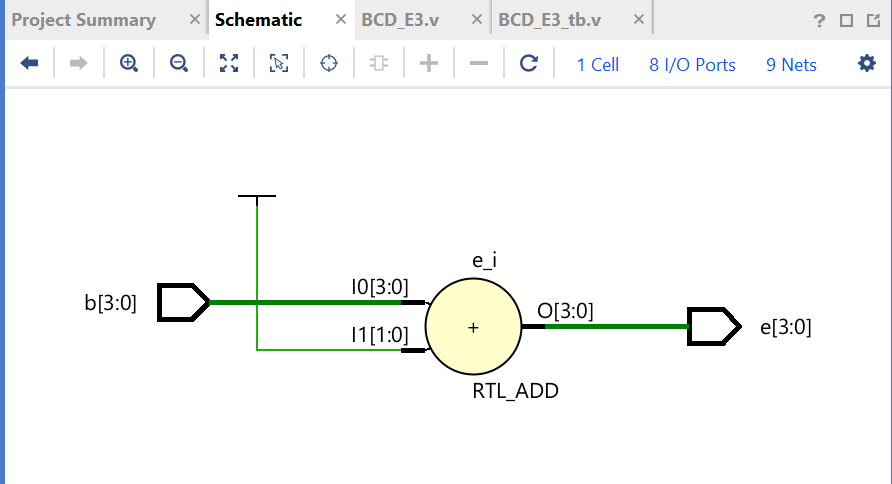 Project Summary × Schematic × BCD_E3.v × BCD_E3_tb.v × ?
1 Cell 8 I/O Ports 9 Nets
e_i
I0[3:0]
b[3:0]
O[3:0]
I1[1:0]
+
e[3:0]
RTL_ADD